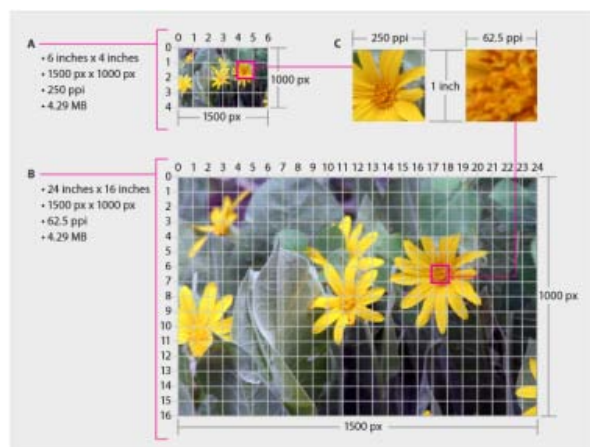 A
• 6 inches x 4 inches
• 1500 px x 1000 px
• 250 ppi
• 4.29 MB
0 1 2 3 4 5 6
0
1
2
3
4
1000 px
1500 px
C
250 ppi
62.5 ppi
1 inch
B
• 24 inches x 16 inches
• 1500 px x 1000 px
• 62.5 ppi
• 4.29 MB
0 1 2 3 4 5 6 7 8 9 10 11 12 13 14 15 16 17 18 19 20 21 22 23 24
0
1
2
3
4
5
6
7
8
9
10
11
12
13
14
15
16
1000 px
1500 px